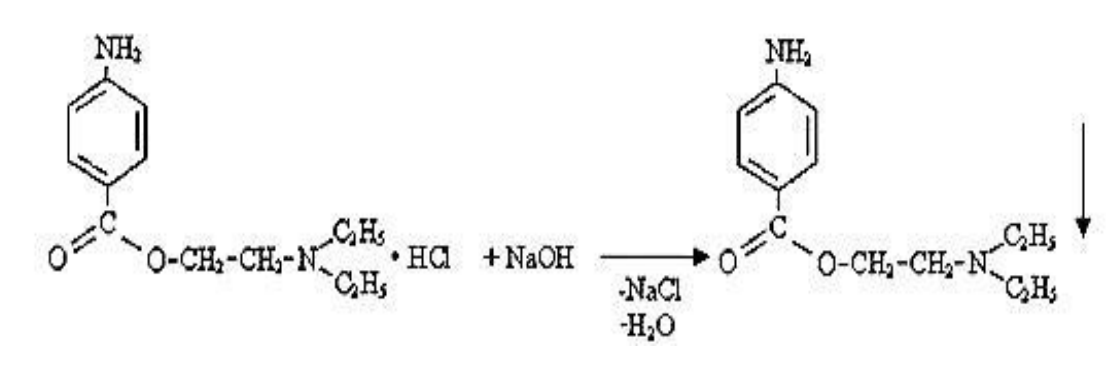 NH₂ NH₂
C C
O O-CH₂-CH₂-N C₂H₅ C₂H₅ · HCl + NaOH -NaCl -H₂O O O-CH₂-CH₂-N C₂H₅ C₂H₅